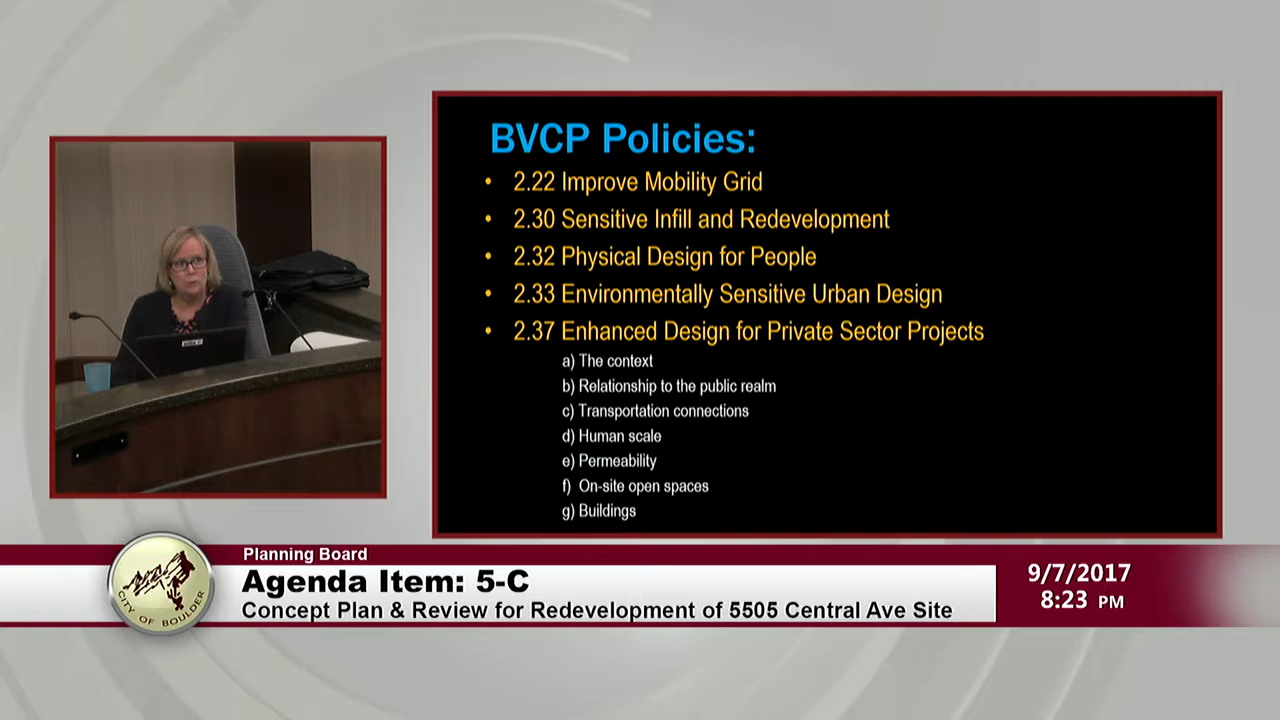 BVCP Policies:
• 2.22 Improve Mobility Grid
• 2.30 Sensitive Infill and Redevelopment
• 2.32 Physical Design for People
• 2.33 Environmentally Sensitive Urban Design
• 2.37 Enhanced Design for Private Sector Projects
a) The context
b) Relationship to the public realm
c) Transportation connections
d) Human scale
e) Permeability
f) On-site open spaces
g) Buildings
Planning Board
Agenda Item: 5-C
Concept Plan & Review for Redevelopment of 5505 Central Ave Site
9/7/2017
8:23 PM
CITY OF BOULDER